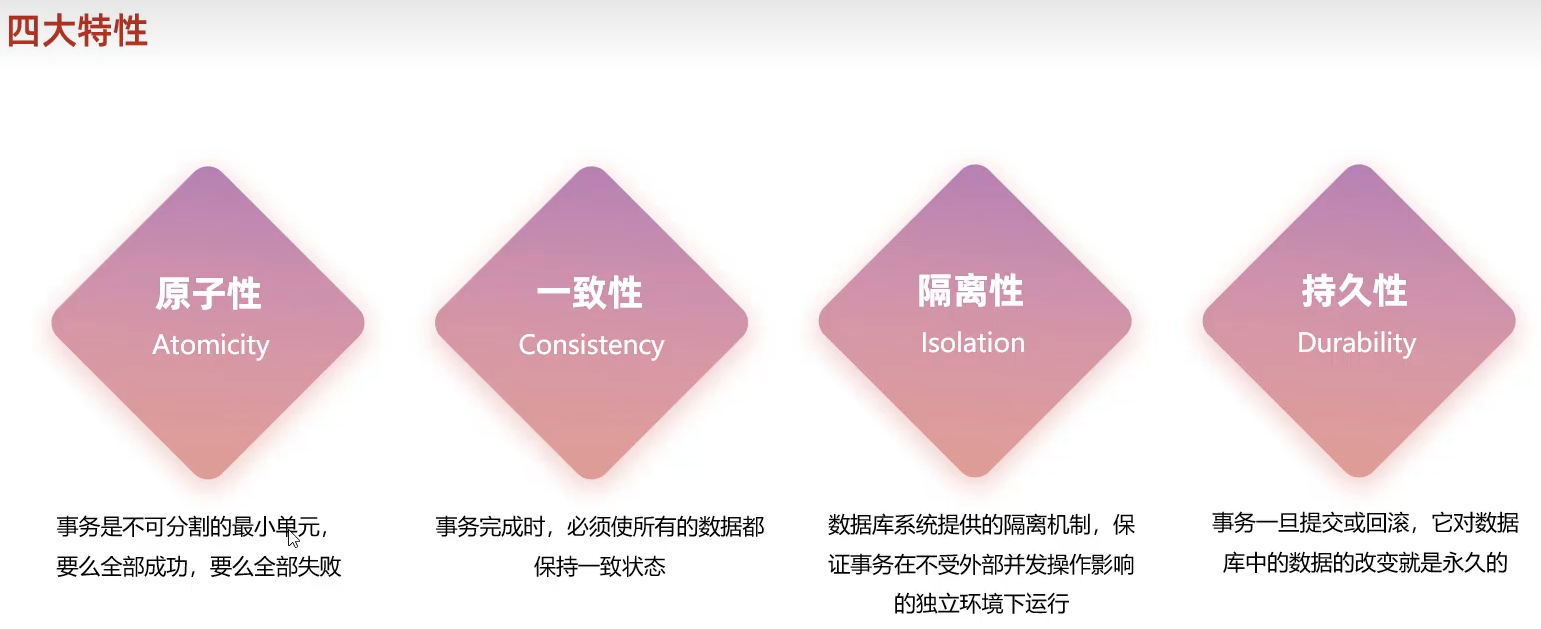 四大特性
原子性
Atomicity
事务是不可分割的最小单元，
要么全部成功，要么全部失败
一致性
Consistency
事务完成时，必须使所有的数据都
保持一致状态
隔离性
Isolation
数据库系统提供的隔离机制，保
证事务在不受外部并发操作影响
的独立环境下运行
持久性
Durability
事务一旦提交或回滚，它对数据
库中的数据的改变就是永久的